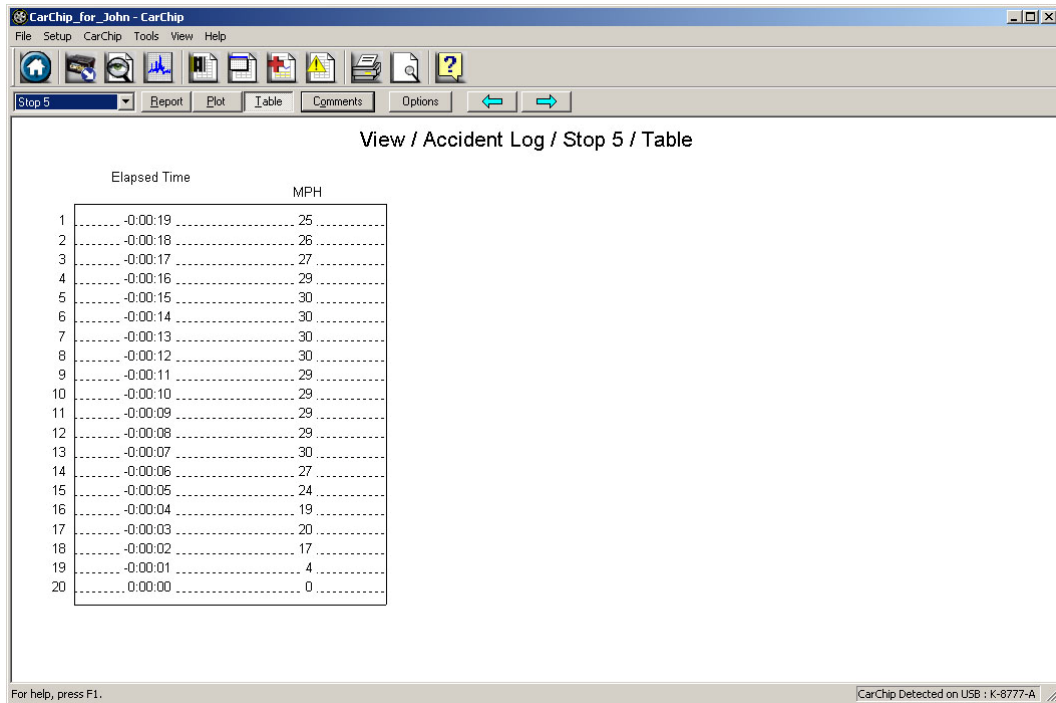 CarChip_for_John - CarChip
File Setup CarChip Tools View Help
Stop 5 Report Plot Table Comments Options
View / Accident Log / Stop 5 / Table
Elapsed Time
MPH
1 -0:00:19 25
2 -0:00:18 26
3 -0:00:17 27
4 -0:00:16 29
5 -0:00:15 30
6 -0:00:14 30
7 -0:00:13 30
8 -0:00:12 30
9 -0:00:11 29
10 -0:00:10 29
11 -0:00:09 29
12 -0:00:08 29
13 -0:00:07 30
14 -0:00:06 27
15 -0:00:05 24
16 -0:00:04 19
17 -0:00:03 20
18 -0:00:02 17
19 -0:00:01 4
20 0:00:00 0
For help, press F1. CarChip Detected on USB : K-8777-A